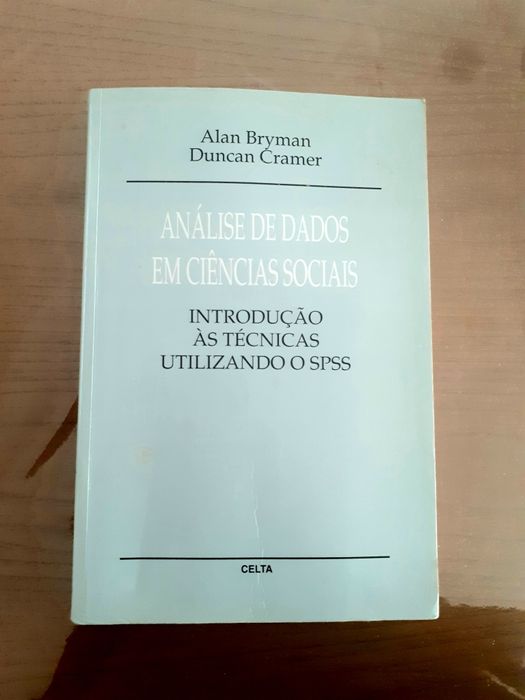 Alan Bryman
Duncan Cramer
ANÁLISE DE DADOS
EM CIÊNCIAS SOCIAIS
INTRODUÇÃO
ÀS TÉCNICAS
UTILIZANDO O SPSS
CELTA